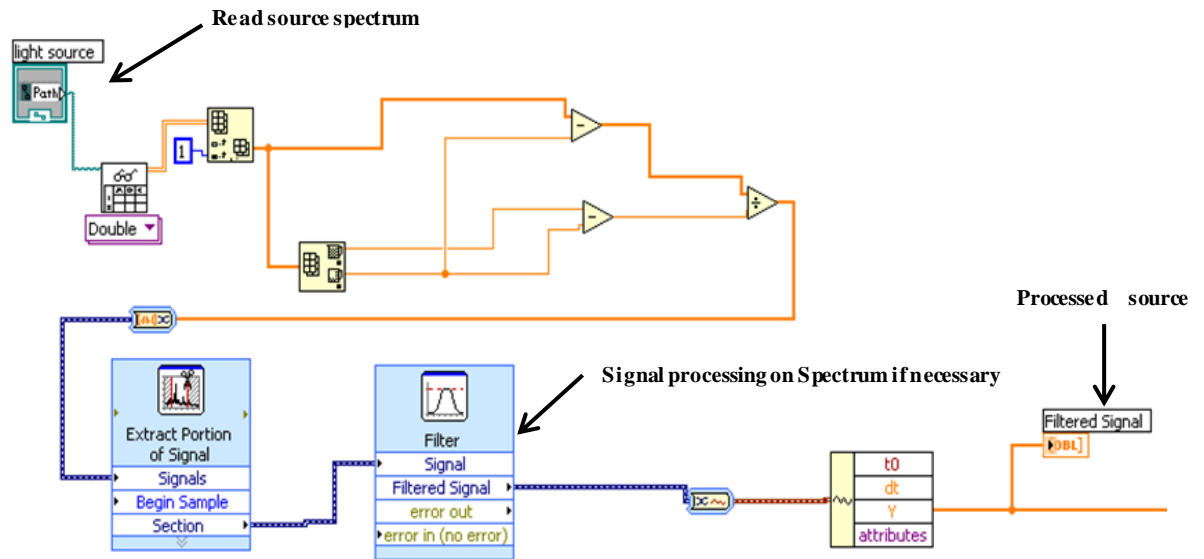 Read source spectrum
light source
Path
1
Double
[dbl]
Processed source
Signal processing on Spectrum if necessary
Extract Portion
of Signal
Signals
Begin Sample
Section
Filter
Signal
Filtered Signal
error out
error in (no error)
t0
dt
Y
attributes
Filtered Signal
DBL]